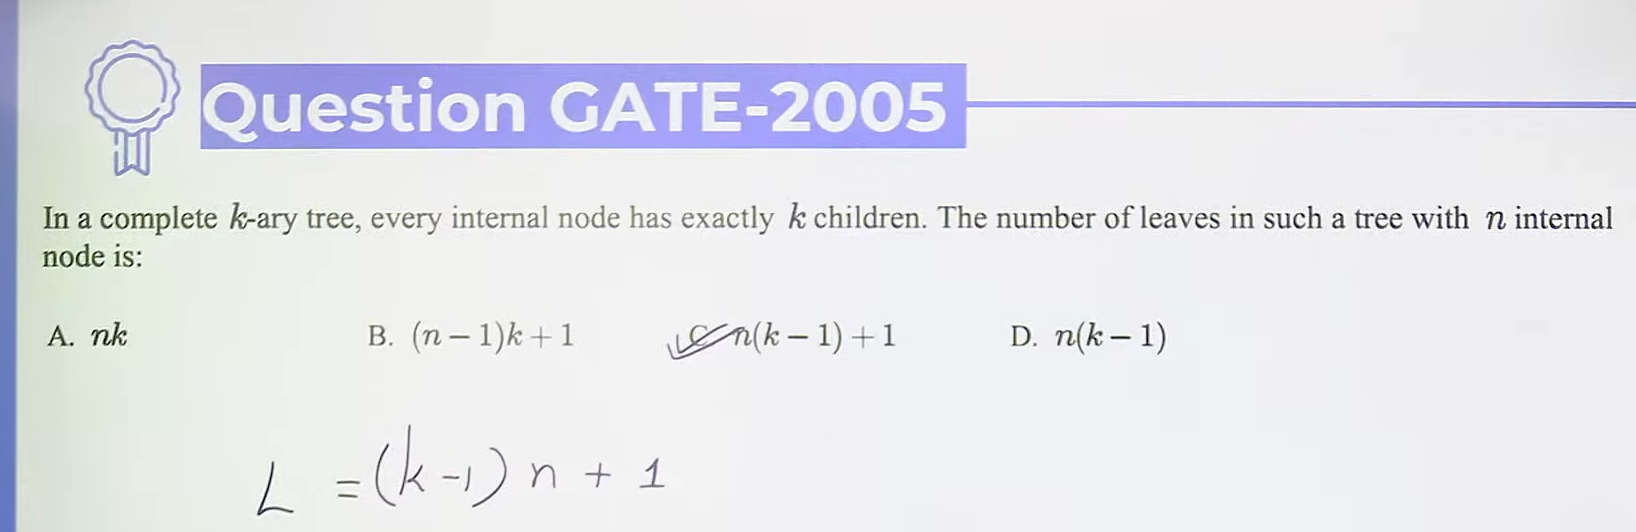 Question GATE-2005
In a complete k-ary tree, every internal node has exactly k children. The number of leaves in such a tree with n internal
node is:
A. nk B. (n − 1)k + 1 C. n(k − 1) + 1 D. n(k − 1)
L = (k-1) n + 1